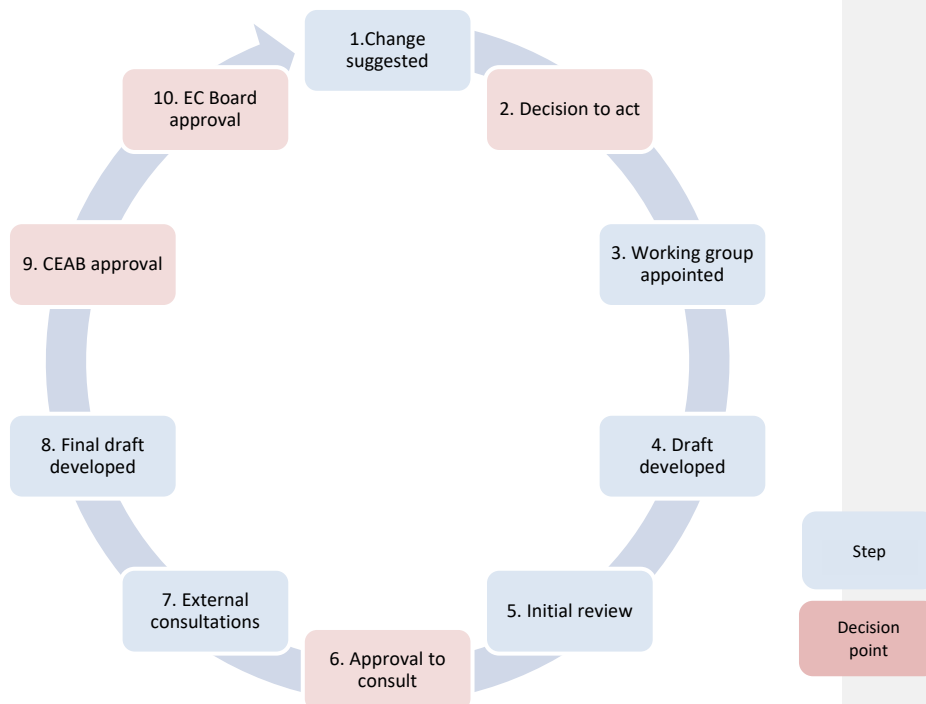 1.Change
suggested
2. Decision to act
3. Working group
appointed
4. Draft
developed
5. Initial review
6. Approval to
consult
7. External
consultations
8. Final draft
developed
9. CEAB approval
10. EC Board
approval
Step
Decision
point